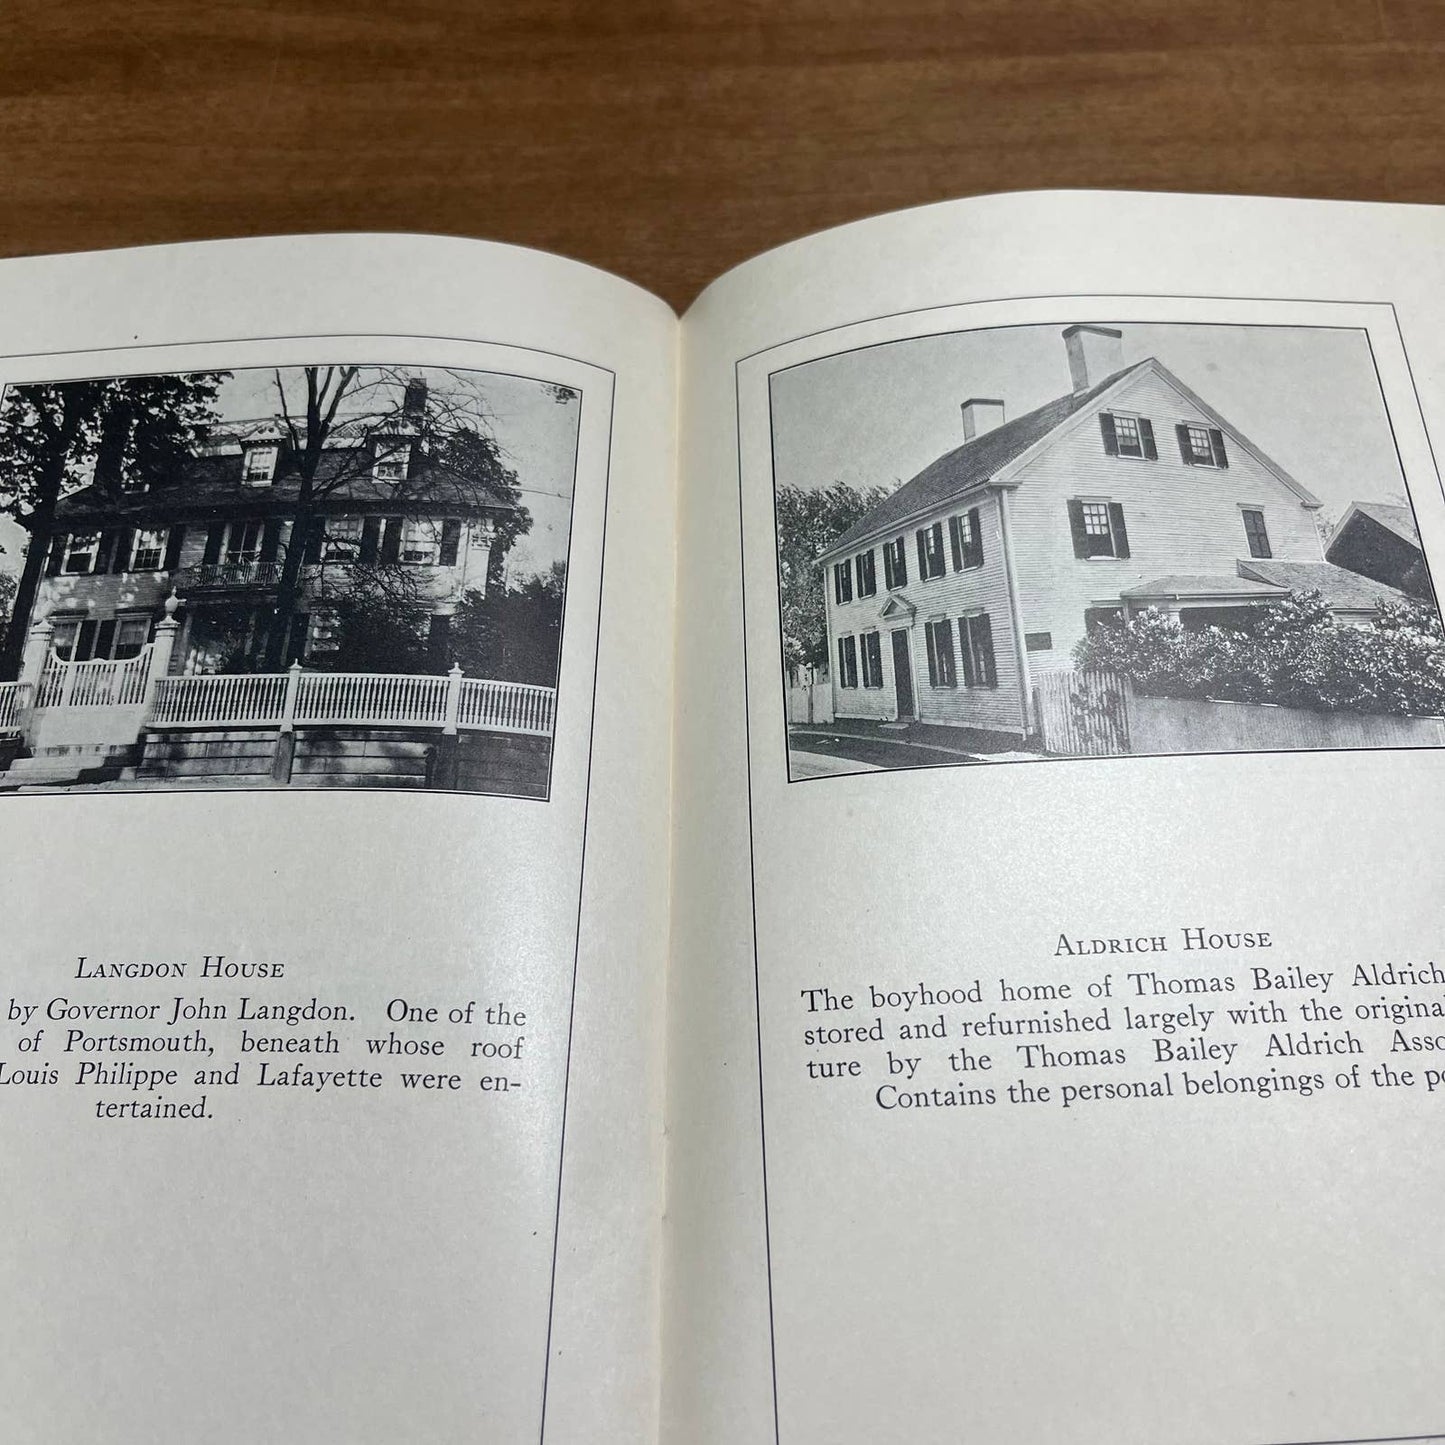 LANGDON HOUSE
by Governor John Langdon. One of the
of Portsmouth, beneath whose roof
Louis Philippe and Lafayette were en-
tertained.
ALDRICH HOUSE
The boyhood home of Thomas Bailey Aldrich
stored and refurnished largely with the origina
ture by the Thomas Bailey Aldrich Asso
Contains the personal belongings of the po